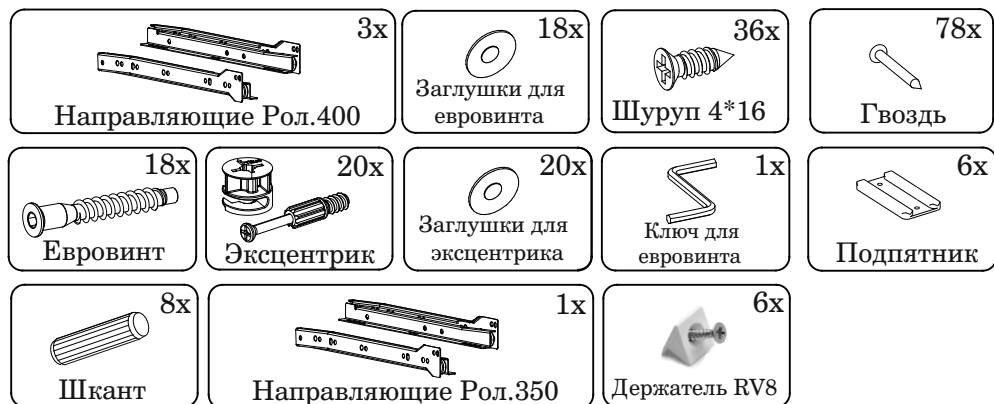 3x
Направляющие Рол.400
18x
Заглушки для
евровинта
36x
Шуруп 4*16
78x
Гвоздь
18x
Евровинт
20x
Эксцентрик
20x
Заглушки для
эксцентрика
1x
Ключ для
евровинта
6x
Подпятник
8x
Шкант
1x
Направляющие Рол.350
6x
Держатель RV8